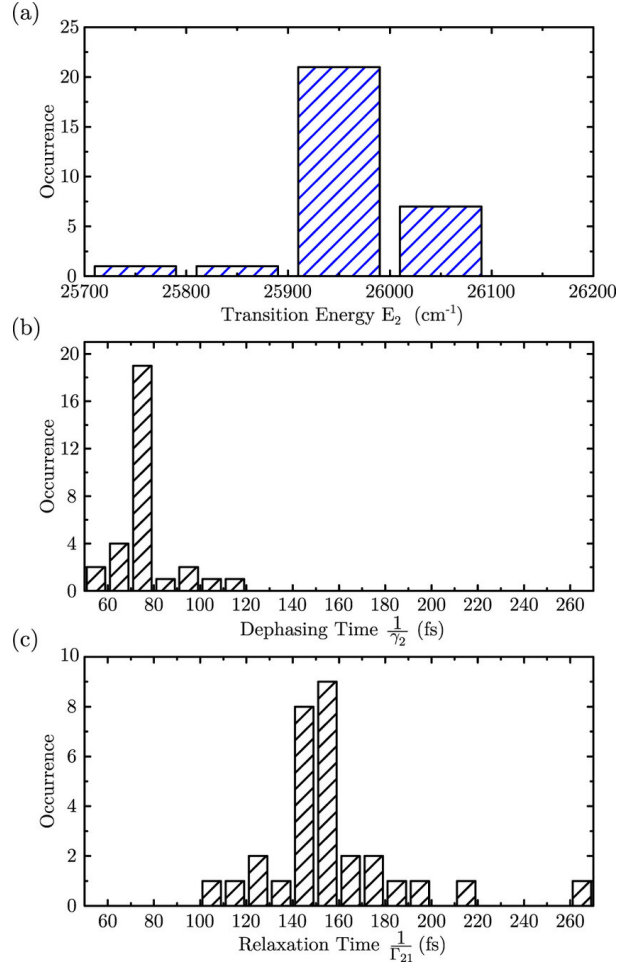 (a)
25
20
15
10
5
0
Occurrence
25700 25800 25900 26000 26100 26200
Transition Energy E₂ (cm⁻¹)
(b)
20
16
12
8
4
0
Occurrence
60 80 100 120 140 160 180 200 220 240 260
Dephasing Time 1/γ₂ (fs)
(c)
10
8
6
4
2
0
Occurrence
60 80 100 120 140 160 180 200 220 240 260
Relaxation Time 1/Γ₂₁ (fs)